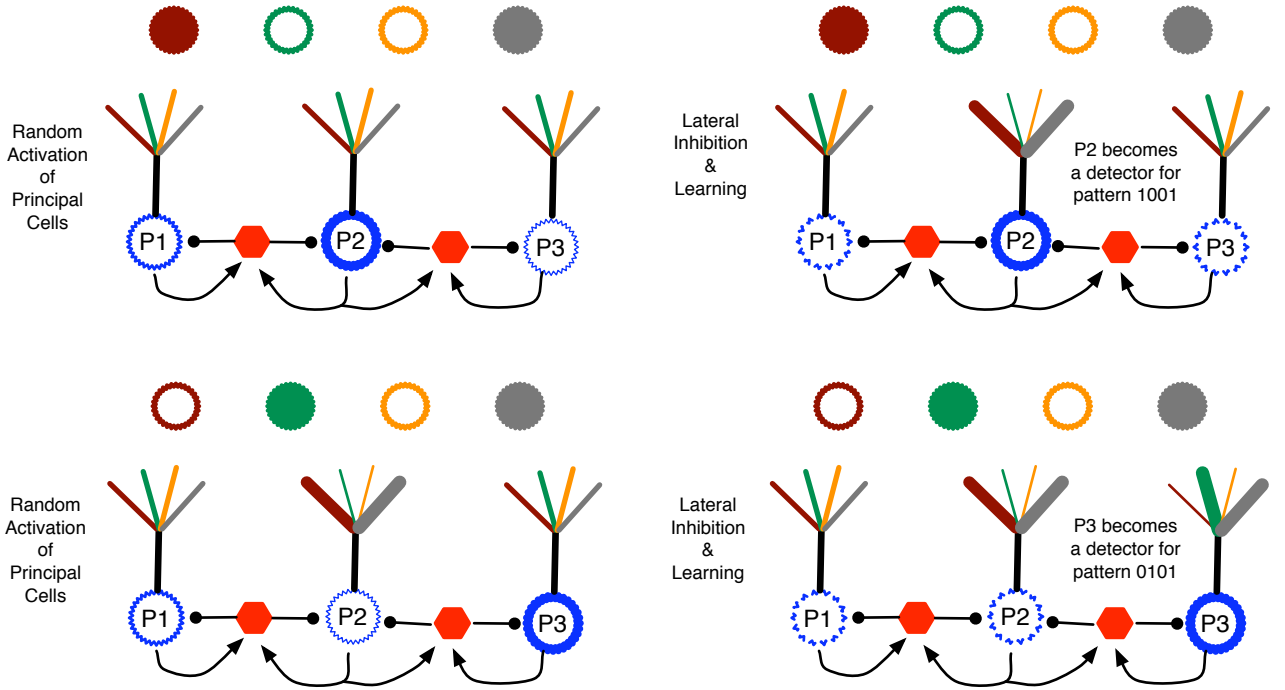 Random
Activation
of
Principal
Cells
P1
P2
P3
Lateral
Inhibition
&
Learning
P2 becomes
a detector for
pattern 1001
P1
P2
P3
Random
Activation
of
Principal
Cells
P1
P2
P3
Lateral
Inhibition
&
Learning
P3 becomes
a detector for
pattern 0101
P1
P2
P3